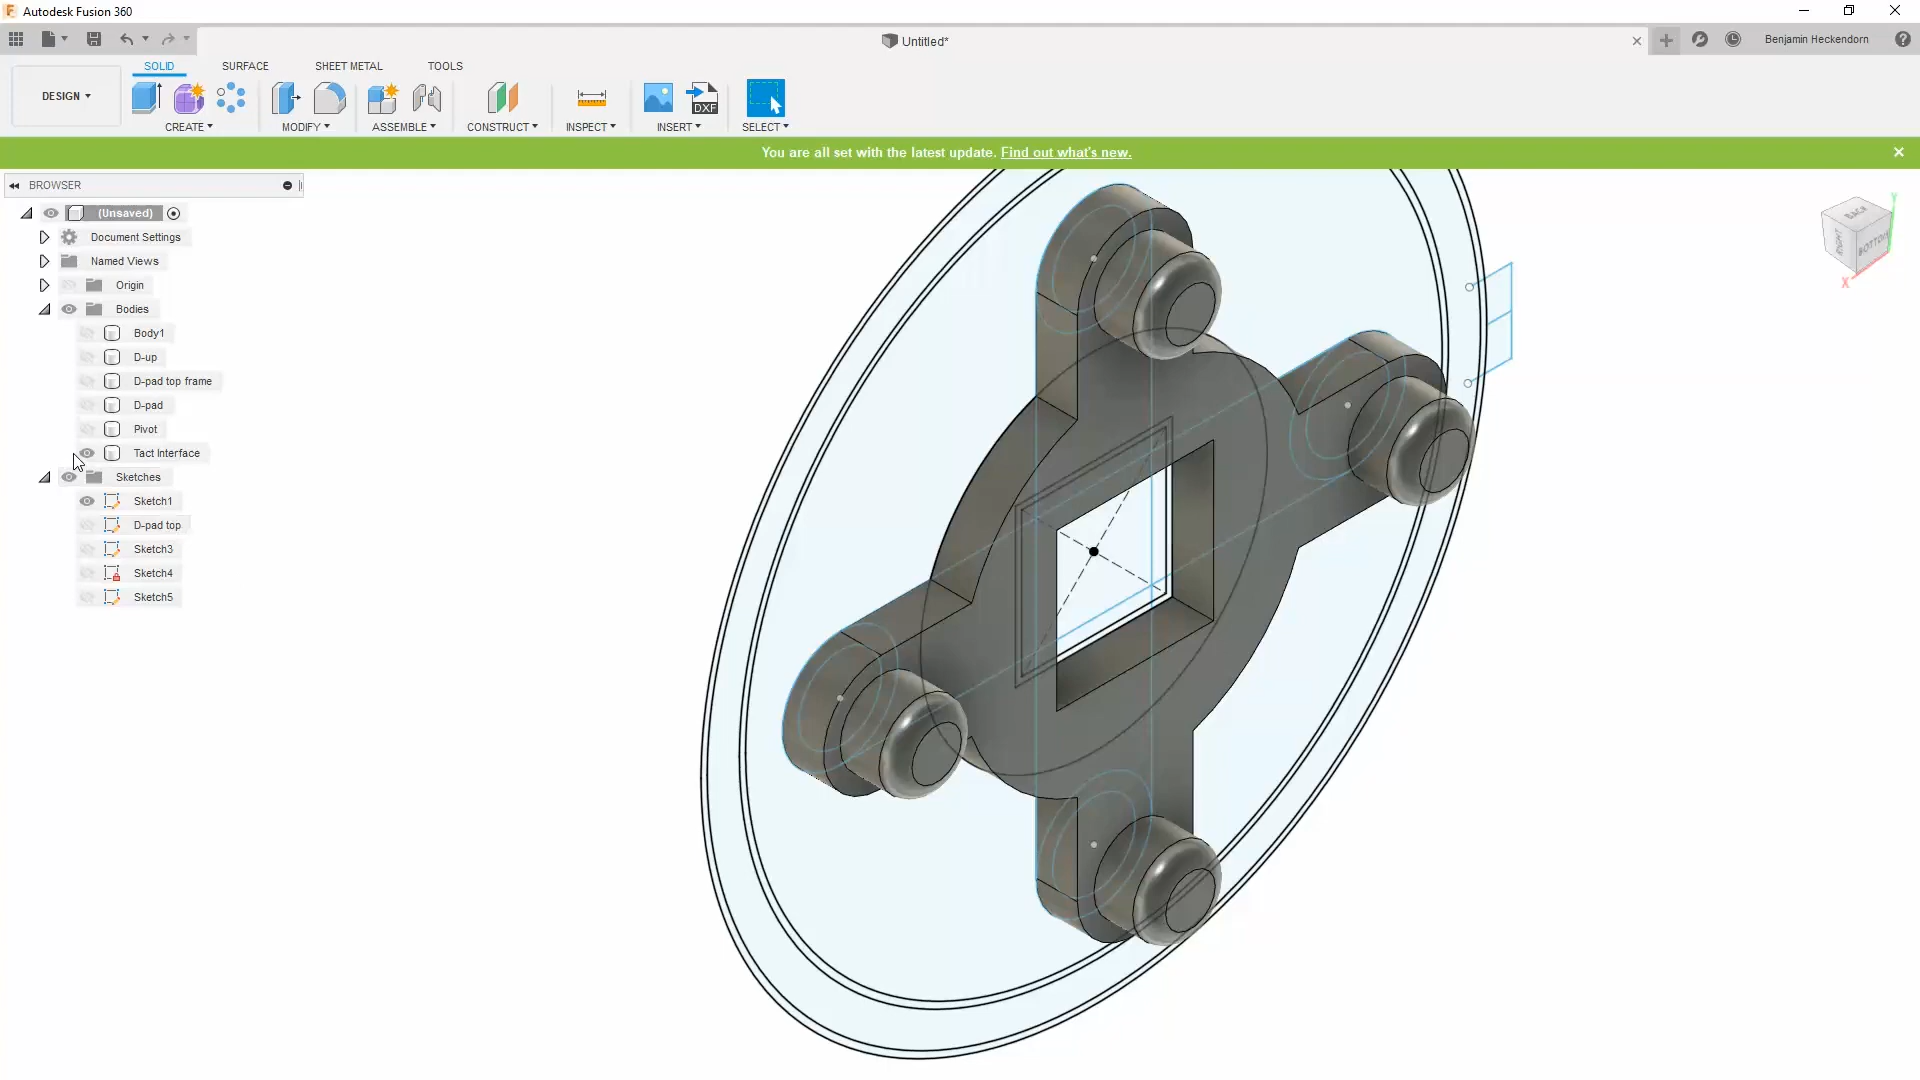 Autodesk Fusion 360
Untitled*
Benjamin Heckendorn
SOLID SURFACE SHEET METAL TOOLS
DESIGN
DXF
CREATE MODIFY ASSEMBLE CONSTRUCT INSPECT INSERT SELECT
You are all set with the latest update. Find out what's new.
BROWSER
(Unsaved)
Document Settings
Named Views
Origin
Bodies
Body1
D-up
D-pad top frame
D-pad
Pivot
Tact Interface
Sketches
Sketch1
D-pad top
Sketch3
Sketch4
Sketch5
BACK
RIGHT
BOTTOM
Y
X